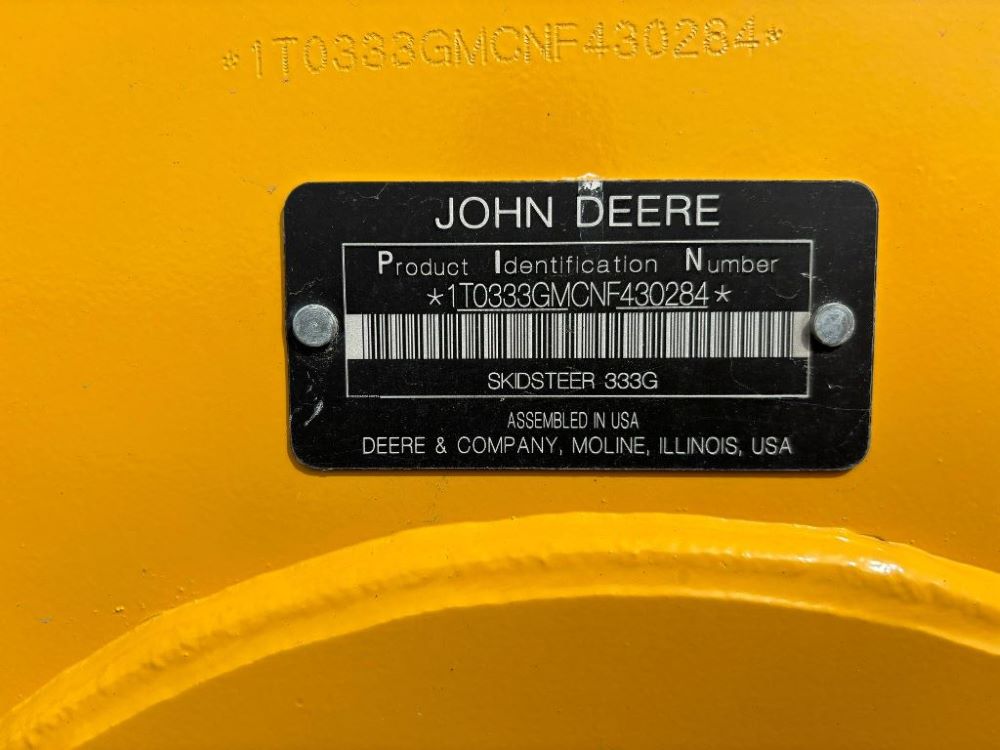 *1T0333GMCNF430284*
JOHN DEERE
Product Identification Number
*1T0333GMCNF430284*
SKIDSTEER 333G
ASSEMBLED IN USA
DEERE & COMPANY, MOLINE, ILLINOIS, USA